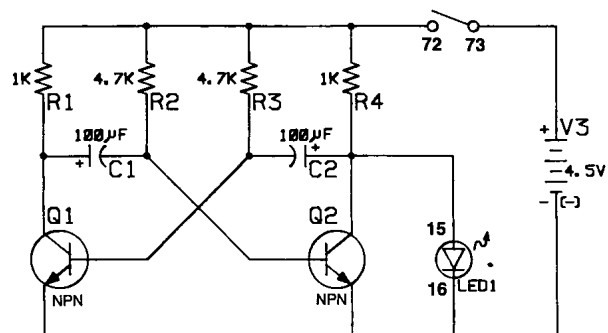 72 73
1K 4.7K 4.7K 1K
R1 R2 R3 R4
100µF 100µF
+ +
C1 C2
+ V3
4.5V
- (-)
Q1 Q2
15
16 LED1
NPN NPN